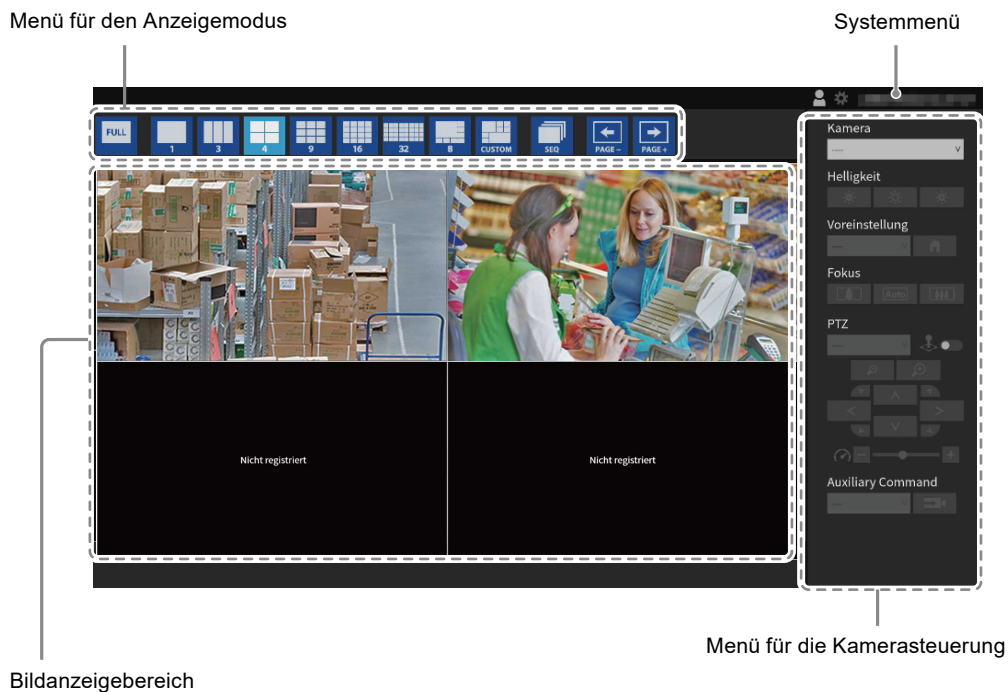 Menü für den Anzeigemodus
Systemmenü
FULL
1
3
4
9
16
32
8
CUSTOM
SEQ
PAGE −
PAGE +
Kamera
----
Helligkeit
Voreinstellung
----
Fokus
Auto
PTZ
----
Auxiliary Command
----
Nicht registriert
Nicht registriert
Menü für die Kamerasteuerung
Bildanzeigebereich